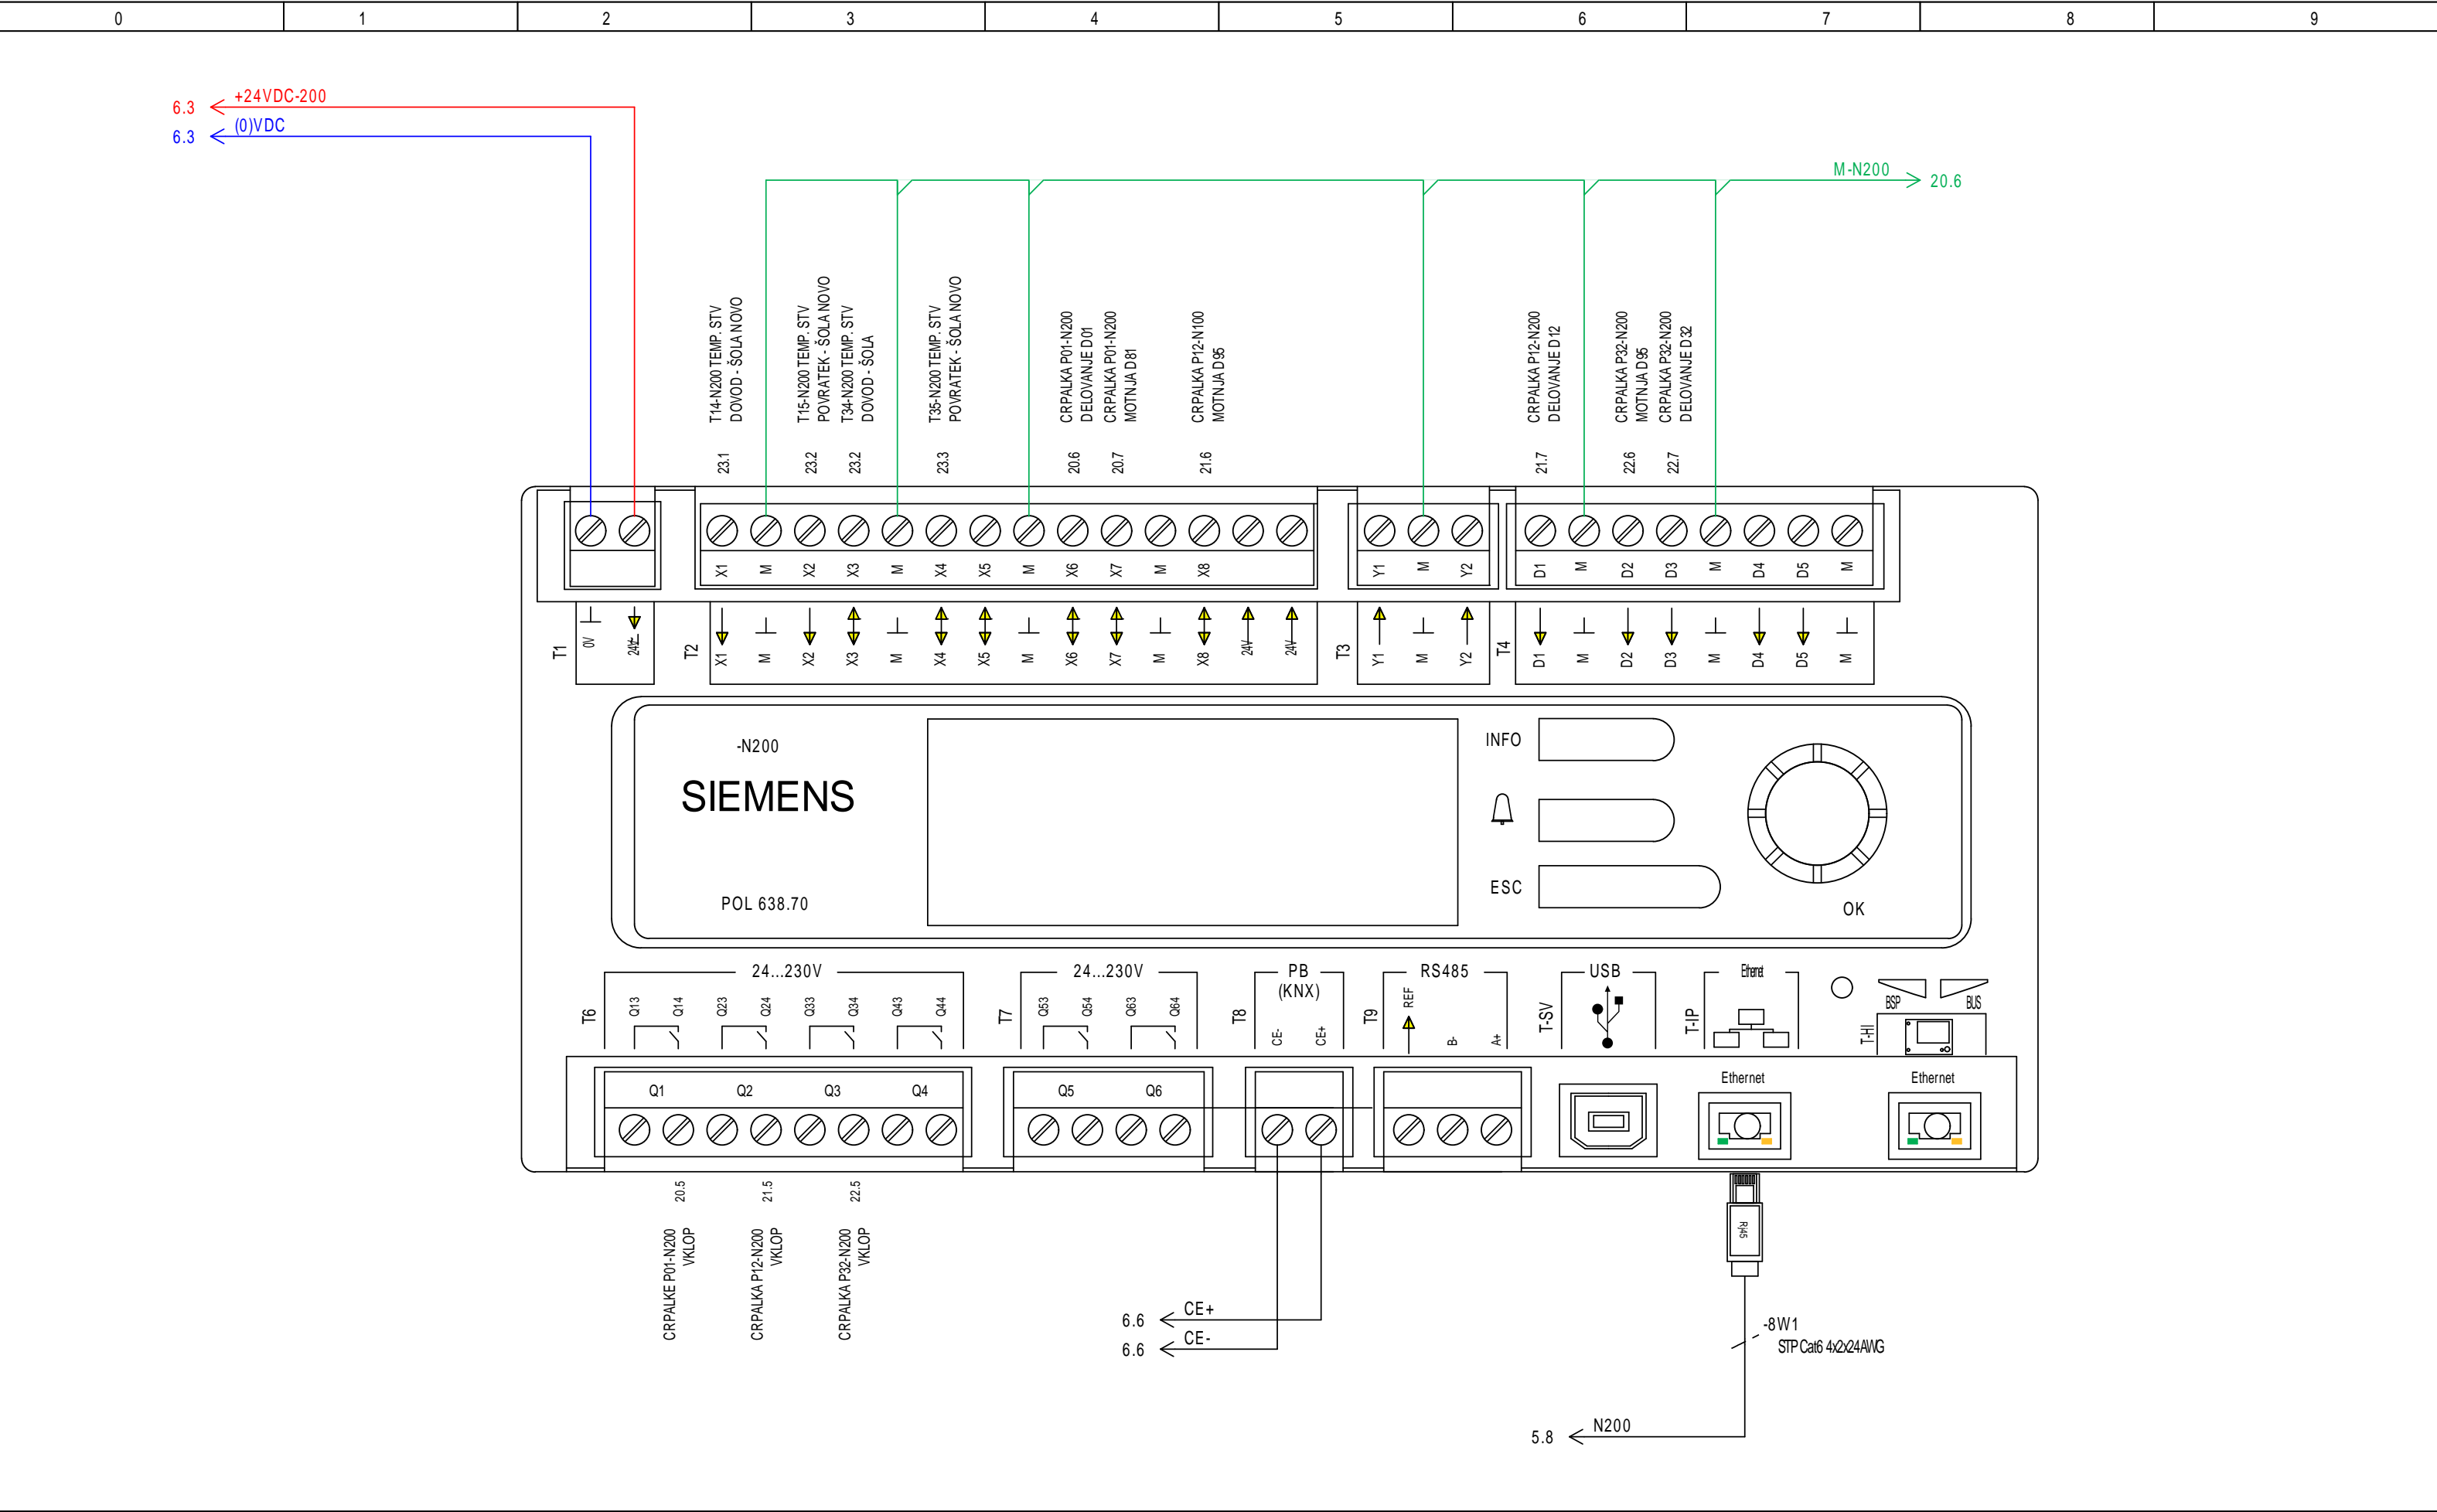 0 1 2 3 4 5 6 7 8 9
6.3 +24VDC-200
6.3 (0)VDC
M-N200 20.6
T14-N200 TEMP. STV
DOVOD - ŠOLA NOVO
T15-N200 TEMP. STV
POVRATEK - ŠOLA NOVO
T34-N200 TEMP. STV
DOVOD - ŠOLA
T35-N200 TEMP. STV
POVRATEK - ŠOLA NOVO
CRPALKA P01-N200
DELOVANJE D01
CRPALKA P01-N200
MOTNJA D81
CRPALKA P12-N100
MOTNJA D95
CRPALKA P12-N200
DELOVANJE D12
CRPALKA P32-N200
MOTNJA D95
CRPALKA P32-N200
DELOVANJE D32
23.1 23.2 23.2 23.3 20.6 20.7 21.6 21.7 22.6 22.7
X1 M X2 X3 M X4 X5 M X6 X7 M X8 Y1 M Y2 D1 M D2 D3 M D4 D5 M
T1 0V 24V T2 X1 M X2 X3 M X4 X5 M X6 X7 M X8 24V 24V T3 Y1 M Y2 T4 D1 M D2 D3 M D4 D5 M
-N200
SIEMENS
POL 638.70
INFO
ESC
OK
24...230V 24...230V PB RS485 USB Ethernet
(KNX)
BSP BUS
T6 Q13 Q14 Q23 Q24 Q33 Q34 Q43 Q44 T7 Q53 Q54 Q63 Q64 T8 CE- CE+ T9 REF B- A+ T-SV T-IP T-HI
Q1 Q2 Q3 Q4 Q5 Q6 Ethernet Ethernet
20.5 21.5 22.5
CRPALKE P01-N200
VKLOP
CRPALKA P12-N200
VKLOP
CRPALKA P32-N200
VKLOP
Rj45
6.6 CE+
6.6 CE-
-8W1
STP Cat6 4x2x24AWG
5.8 N200